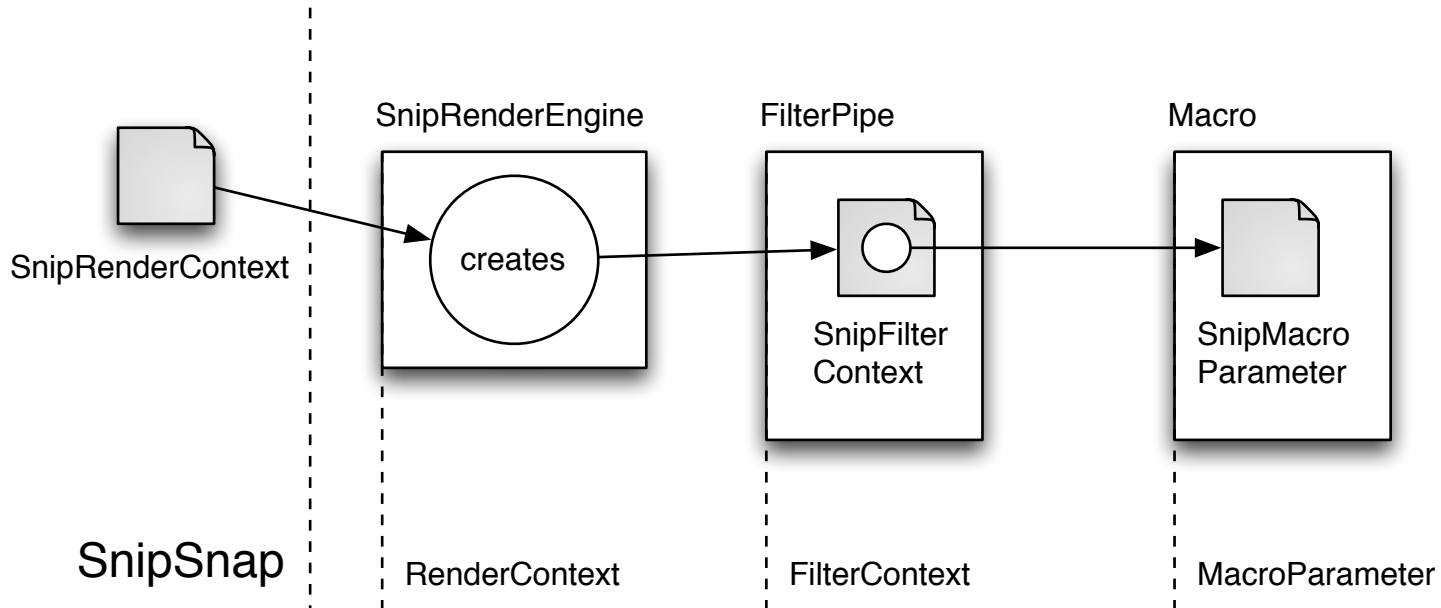 SnipRenderEngine
FilterPipe
Macro
SnipRenderContext
creates
SnipFilter
Context
SnipMacro
Parameter
SnipSnap
RenderContext
FilterContext
MacroParameter